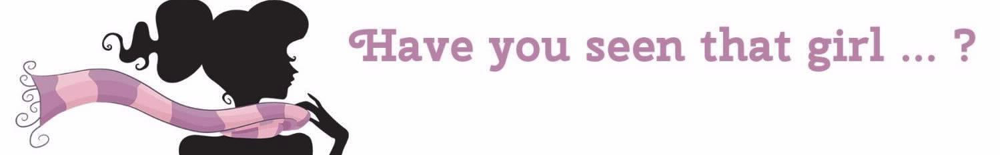 Have you seen that girl ... ?